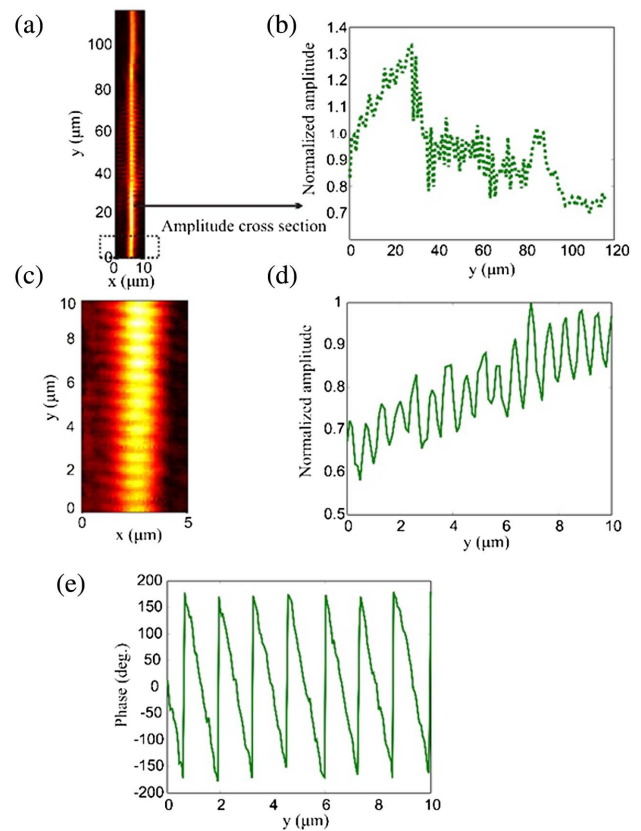 (a)
100
80
60
40
20
0
y (μm)
0 10
x (μm)
Amplitude cross section
(b)
1.4
1.3
1.2
1.1
1.0
0.9
0.8
0.7
Normalized amplitude
0 20 40 60 80 100 120
y (μm)
(c)
10
8
6
4
2
0
y (μm)
0 5
x (μm)
(d)
1
0.9
0.8
0.7
0.6
0.5
Normalized amplitude
0 2 4 6 8 10
y (μm)
(e)
200
150
100
50
0
-50
-100
-150
-200
Phase (deg.)
0 2 4 6 8 10
y (μm)